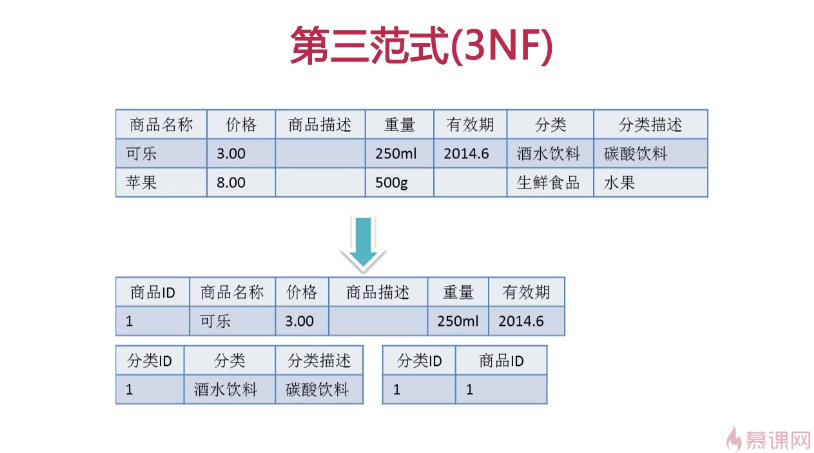 第三范式(3NF)
商品名称 价格 商品描述 重量 有效期 分类 分类描述
可乐 3.00 250ml 2014.6 酒水饮料 碳酸饮料
苹果 8.00 500g 生鲜食品 水果
商品ID 商品名称 价格 商品描述 重量 有效期
1 可乐 3.00 250ml 2014.6
分类ID 分类 分类描述 分类ID 商品ID
1 酒水饮料 碳酸饮料 1 1
慕课网